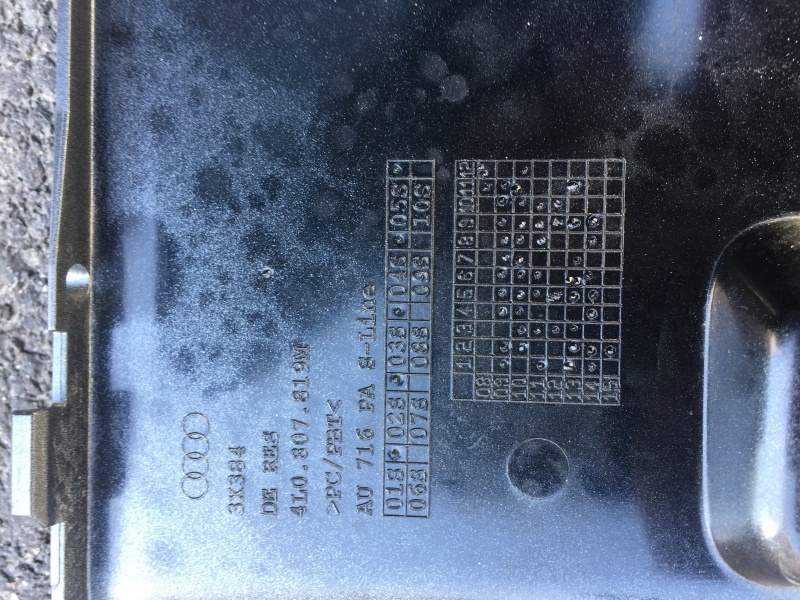 3X384
DE RES
4L0.807.819M
>PC/PBT<
AU 716 PA S-Line
01S 02S 03S 04S 05S
06S 07S 08S 09S 10S
1 2 3 4 5 6 7 8 9 10 11 12
08
09
10
11
12
13
14
15